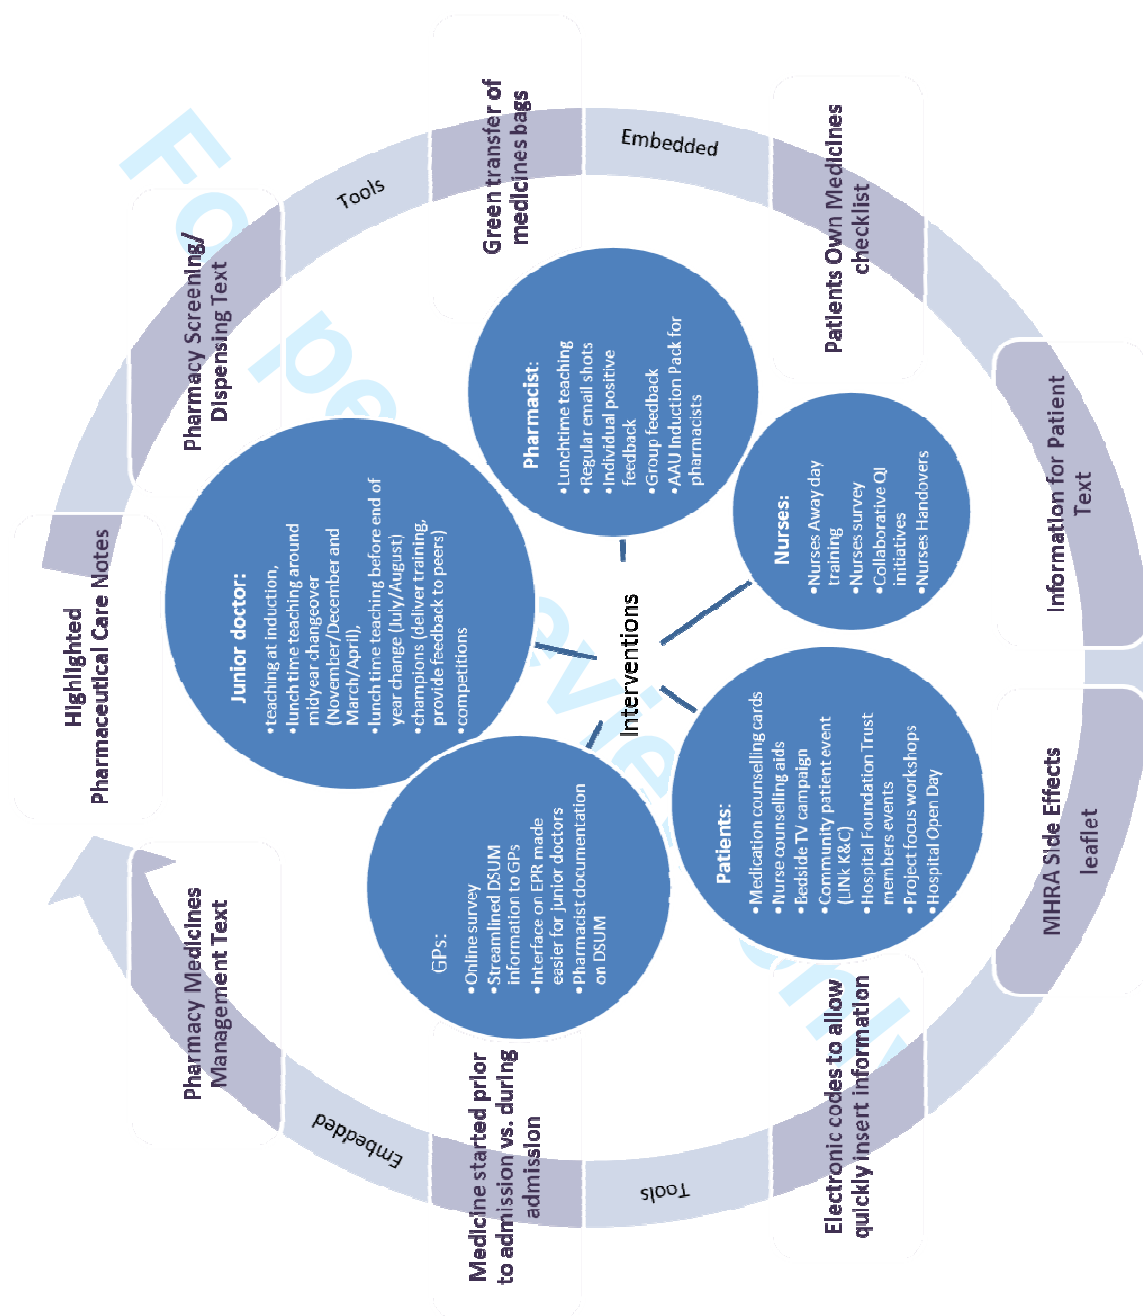 Highlighted
Pharmaceutical Care Notes
Pharmacy Screening/
Dispensing Text
Tools
Green transfer of
medicines bags
Embedded
Patients Own Medicines
checklist
Information for Patient
Text
MHRA Side Effects
leaflet
Electronic codes to allow
quickly insert information
Tools
Medicine started prior
to admission vs. during
admission
Embedded
Pharmacy Medicines
Management Text
Interventions
Junior doctor:
•teaching at induction,
•lunch time teaching around
midyear changeover
(November/December and
March/April),
•lunch time teaching before end of
year change (July/August)
•champions (deliver training,
provide feedback to peers)
•competitions
Pharmacist:
•Lunchtime teaching
•Regular email shots
•Individual positive
feedback
•Group feedback
•AAU Induction Pack for
pharmacists
Nurses:
•Nurses Away day
training
•Nurses survey
•Collaborative QI
initiatives
•Nurses Handovers
Patients:
•Medication counselling cards
•Nurse counselling aids
•Bedside TV campaign
•Community patient event
(LINk K&C)
•Hospital Foundation Trust
members events
•Project focus workshops
•Hospital Open Day
GPs:
•Online survey
•Streamlined DSUM
information to GPs
•Interface on EPR made
easier for junior doctors
•Pharmacist documentation
on DSUM